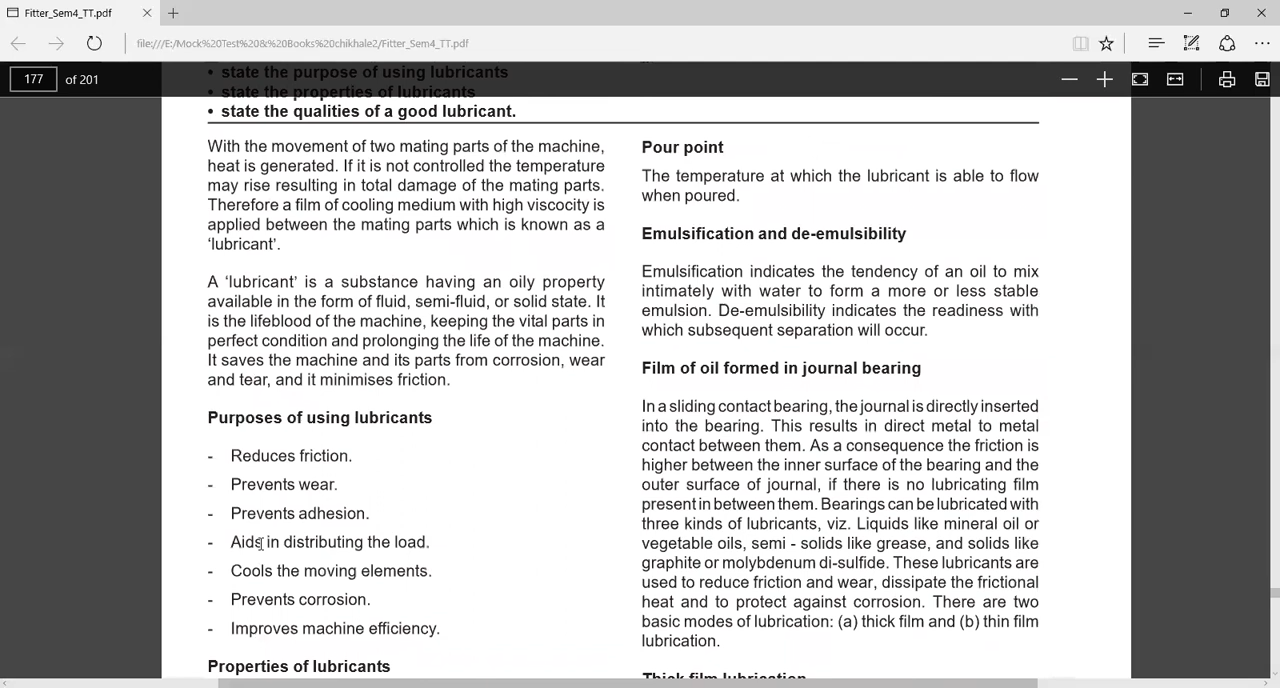 Fitter_Sem4_TT.pdf
file:///E:/Mock%20Test%20&%20Books%20chikhale2/Fitter_Sem4_TT.pdf
177 of 201
• state the purpose of using lubricants
• state the properties of lubricants
• state the qualities of a good lubricant.
With the movement of two mating parts of the machine,
heat is generated. If it is not controlled the temperature
may rise resulting in total damage of the mating parts.
Therefore a film of cooling medium with high viscocity is
applied between the mating parts which is known as a
‘lubricant’.
A ‘lubricant’ is a substance having an oily property
available in the form of fluid, semi-fluid, or solid state. It
is the lifeblood of the machine, keeping the vital parts in
perfect condition and prolonging the life of the machine.
It saves the machine and its parts from corrosion, wear
and tear, and it minimises friction.
Purposes of using lubricants
- Reduces friction.
- Prevents wear.
- Prevents adhesion.
- Aids in distributing the load.
- Cools the moving elements.
- Prevents corrosion.
- Improves machine efficiency.
Properties of lubricants
Pour point
The temperature at which the lubricant is able to flow
when poured.
Emulsification and de-emulsibility
Emulsification indicates the tendency of an oil to mix
intimately with water to form a more or less stable
emulsion. De-emulsibility indicates the readiness with
which subsequent separation will occur.
Film of oil formed in journal bearing
In a sliding contact bearing, the journal is directly inserted
into the bearing. This results in direct metal to metal
contact between them. As a consequence the friction is
higher between the inner surface of the bearing and the
outer surface of journal, if there is no lubricating film
present in between them. Bearings can be lubricated with
three kinds of lubricants, viz. Liquids like mineral oil or
vegetable oils, semi - solids like grease, and solids like
graphite or molybdenum di-sulfide. These lubricants are
used to reduce friction and wear, dissipate the frictional
heat and to protect against corrosion. There are two
basic modes of lubrication: (a) thick film and (b) thin film
lubrication.
Thick film lubrication